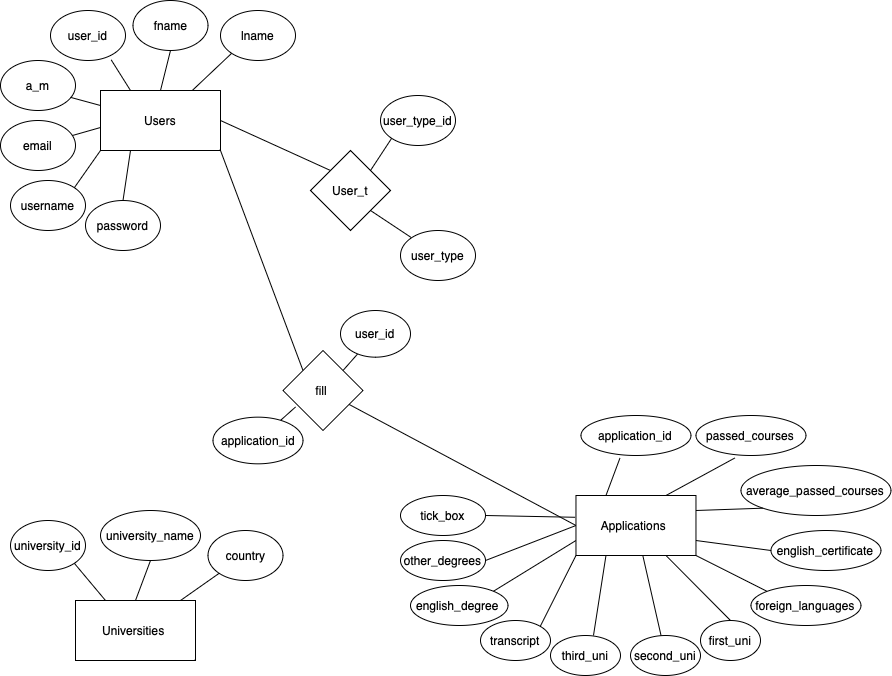 user_id
fname
lname
a_m
Users
user_type_id
email
User_t
username
password
user_type
user_id
fill
application_id
application_id
passed_courses
average_passed_courses
tick_box
Applications
university_id
university_name
country
other_degrees
english_certificate
english_degree
foreign_languages
Universities
transcript
third_uni
second_uni
first_uni